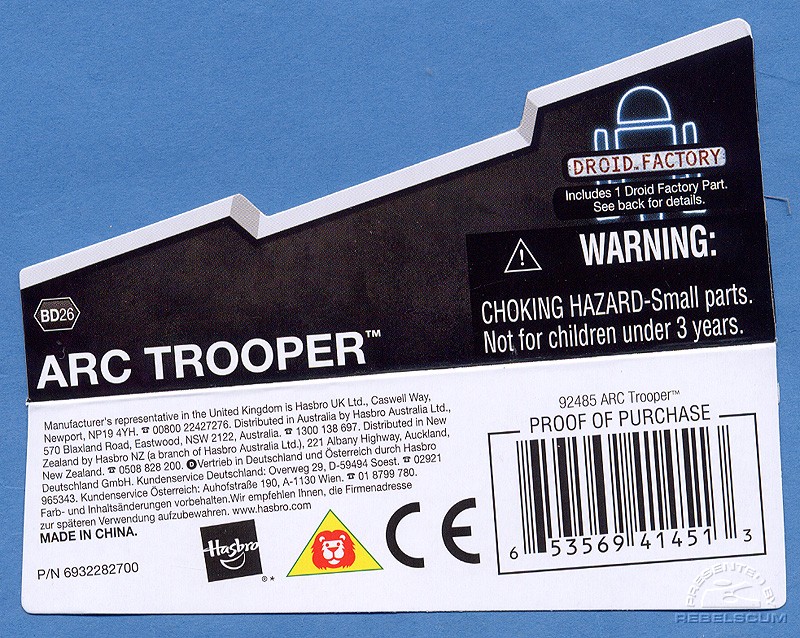 DROID FACTORY
Includes 1 Droid Factory Part.
See back for details.
! WARNING:
CHOKING HAZARD-Small parts.
Not for children under 3 years.
BD26
ARC TROOPER™
Manufacturer's representative in the United Kingdom is Hasbro UK Ltd., Caswell Way,
Newport, NP19 4YH. ☎ 00800 22427276. Distributed in Australia by Hasbro Australia Ltd.,
570 Blaxland Road, Eastwood, NSW 2122, Australia. ☎ 1300 138 697. Distributed in New
Zealand by Hasbro NZ (a branch of Hasbro Australia Ltd.), 221 Albany Highway, Auckland,
New Zealand. ☎ 0508 828 200. D Vertrieb in Deutschland und Österreich durch Hasbro
Deutschland GmbH. Kundenservice Deutschland: Overweg 29, D-59494 Soest. ☎ 02921
965343. Kundenservice Österreich: Auhofstraße 190, A-1130 Wien. ☎ 01 8799 780.
Farb- und Inhaltsänderungen vorbehalten.Wir empfehlen Ihnen, die Firmenadresse
zur späteren Verwendung aufzubewahren. www.hasbro.com
MADE IN CHINA.
P/N 6932282700
Hasbro
®*
CE
92485 ARC Trooper™
PROOF OF PURCHASE
6 53569 41451 3
PRESENTED BY
REBELSCUM